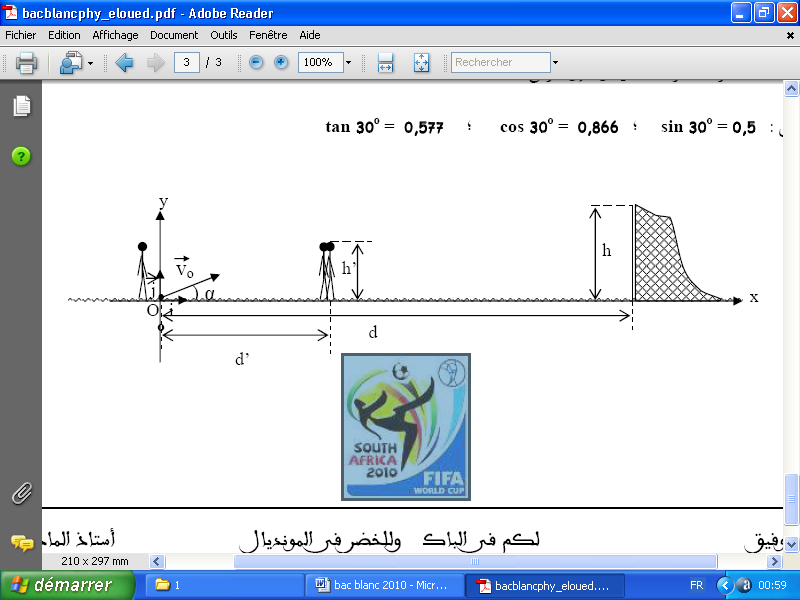 bacblancphy_eloued.pdf - Adobe Reader
Fichier Edition Affichage Document Outils Fenêtre Aide
3 / 3 100% Rechercher
tan 30° = 0,577 ؛ cos 30° = 0,866 ؛ sin 30° = 0,5 :
y
h
V₀
h'
j
α
x
O i
d
d'
SOUTH
AFRICA
2010
FIFA
WORLD CUP
لكم في الباك وللخضر في المونديال
210 x 297 mm
démarrer 1 bac blanc 2010 - Micr... bacblancphy_eloued.... FR 00:59